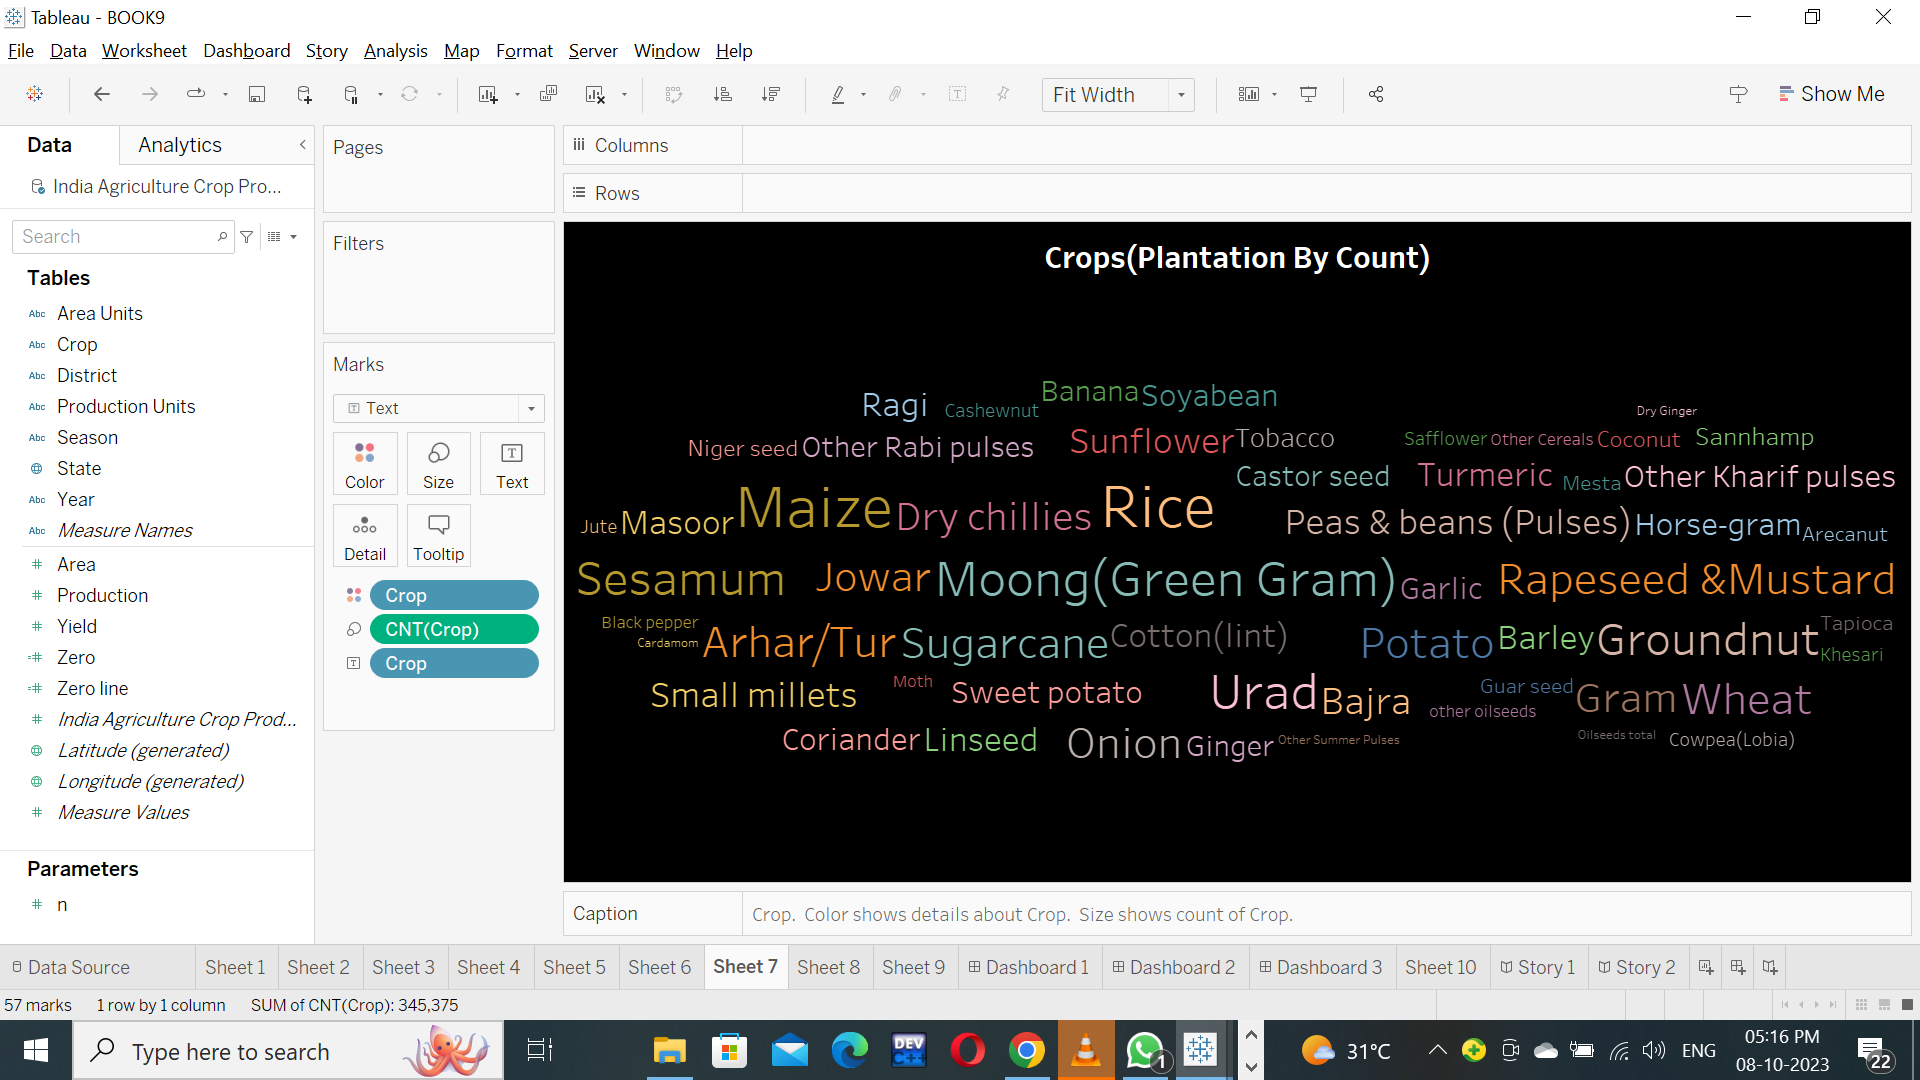 Tableau - BOOK9
File Data Worksheet Dashboard Story Analysis Map Format Server Window Help
Fit Width
Show Me
Data
Analytics
India Agriculture Crop Pro...
Search
Tables
Abc Area Units
Abc Crop
Abc District
Abc Production Units
Abc Season
State
Abc Year
Abc Measure Names
# Area
# Production
# Yield
=# Zero
=# Zero line
# India Agriculture Crop Prod...
Latitude (generated)
Longitude (generated)
# Measure Values
Parameters
# n
Pages
Filters
Marks
T Text
Color
Size
T Text
Detail
Tooltip
Crop
CNT(Crop)
T Crop
Columns
Rows
Crops(Plantation By Count)
Ragi Cashewnut Banana Soyabean
Dry Ginger
Niger seed Other Rabi pulses Sunflower Tobacco Safflower Other Cereals Coconut Sannhamp
Castor seed Turmeric Mesta Other Kharif pulses
Jute Masoor Maize Dry chillies Rice Peas & beans (Pulses) Horse-gram Arecanut
Sesamum Jowar Moong(Green Gram) Garlic Rapeseed &Mustard
Black pepper
Cardamom
Arhar/Tur Sugarcane Cotton(lint) Potato Barley Groundnut Tapioca
Khesari
Small millets Moth Sweet potato Urad Bajra Guar seed
other oilseeds
Gram Wheat
Coriander Linseed Onion Ginger Other Summer Pulses Oilseeds total Cowpea(Lobia)
Caption
Crop. Color shows details about Crop. Size shows count of Crop.
Data Source Sheet 1 Sheet 2 Sheet 3 Sheet 4 Sheet 5 Sheet 6 Sheet 7 Sheet 8 Sheet 9 Dashboard 1 Dashboard 2 Dashboard 3 Sheet 10 Story 1 Story 2
57 marks 1 row by 1 column SUM of CNT(Crop): 345,375
Type here to search
DEV
C++
1
31°C
ENG
05:16 PM
08-10-2023
22